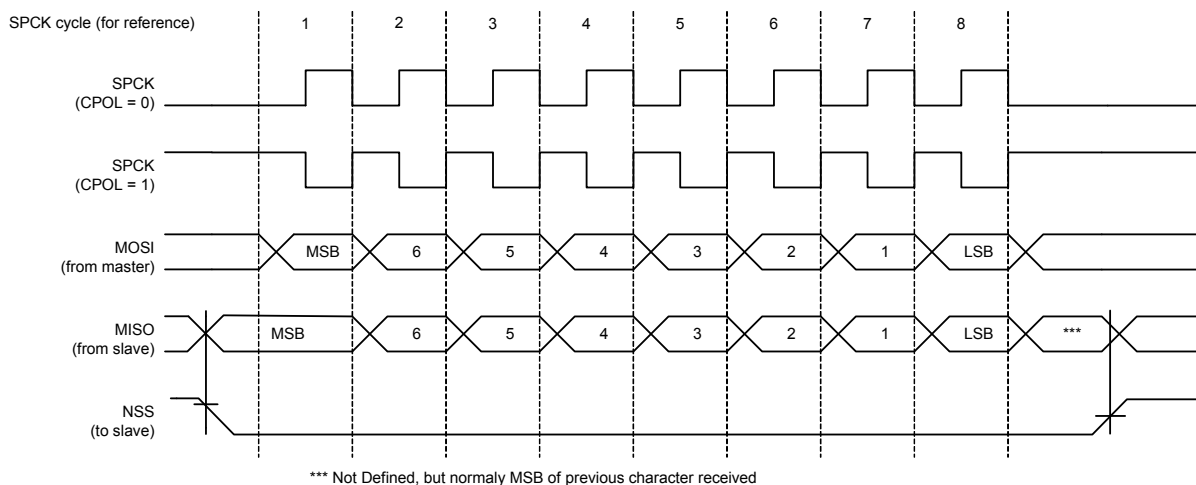 SPCK cycle (for reference) 1 2 3 4 5 6 7 8
SPCK
(CPOL = 0)
SPCK
(CPOL = 1)
MOSI
(from master)
MSB 6 5 4 3 2 1 LSB
MISO
(from slave)
MSB 6 5 4 3 2 1 LSB ***
NSS
(to slave)
*** Not Defined, but normaly MSB of previous character received